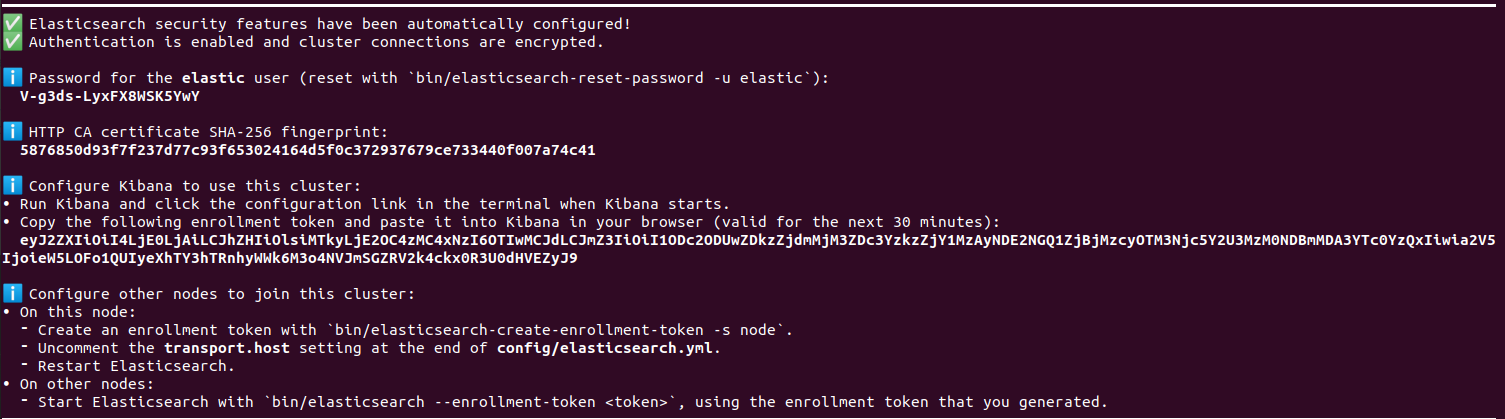 ✅ Elasticsearch security features have been automatically configured!
✅ Authentication is enabled and cluster connections are encrypted.
ℹ️ Password for the elastic user (reset with `bin/elasticsearch-reset-password -u elastic`):
V-g3ds-LyxFX8WSK5YwY
ℹ️ HTTP CA certificate SHA-256 fingerprint:
5876850d93f7f237d77c93f653024164d5f0c372937679ce733440f007a74c41
ℹ️ Configure Kibana to use this cluster:
• Run Kibana and click the configuration link in the terminal when Kibana starts.
• Copy the following enrollment token and paste it into Kibana in your browser (valid for the next 30 minutes):
eyJ2ZXIiOiI4LjE0LjAiLCJhZHIiOlsiMTkyLjE2OC4zMC4xNzI6OTIwMCJdLCJmZ3IiOiI1ODc2ODUwZDkzZjdmMjM3ZDc3YzkzZjY1MzAyNDE2NGQ1ZjBjMzcyOTM3Njc5Y2U3MzM0NDBmMDA3YTc0YzQxIiwia2V5
IjoieW5LOFo1QUIyeXhTY3hTRnhyWWk6M3o4NVJmSGZRV2k4ckx0R3U0dHVEZyJ9
ℹ️ Configure other nodes to join this cluster:
• On this node:
- Create an enrollment token with `bin/elasticsearch-create-enrollment-token -s node`.
- Uncomment the transport.host setting at the end of config/elasticsearch.yml.
- Restart Elasticsearch.
• On other nodes:
- Start Elasticsearch with `bin/elasticsearch --enrollment-token <token>`, using the enrollment token that you generated.